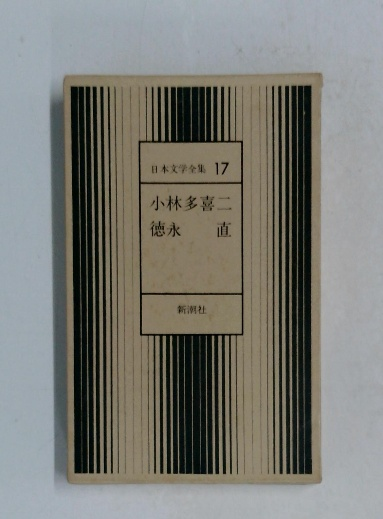 日本文学全集 17
小林多喜二
徳永 直
新潮社